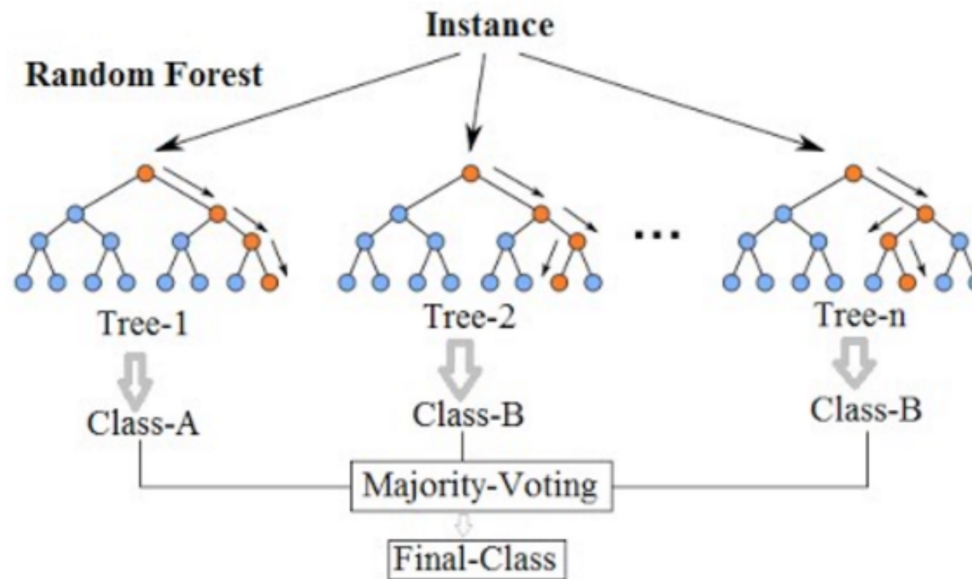 Instance
Random Forest
...
Tree-1
Tree-2
Tree-n
Class-A
Class-B
Class-B
Majority-Voting
Final-Class